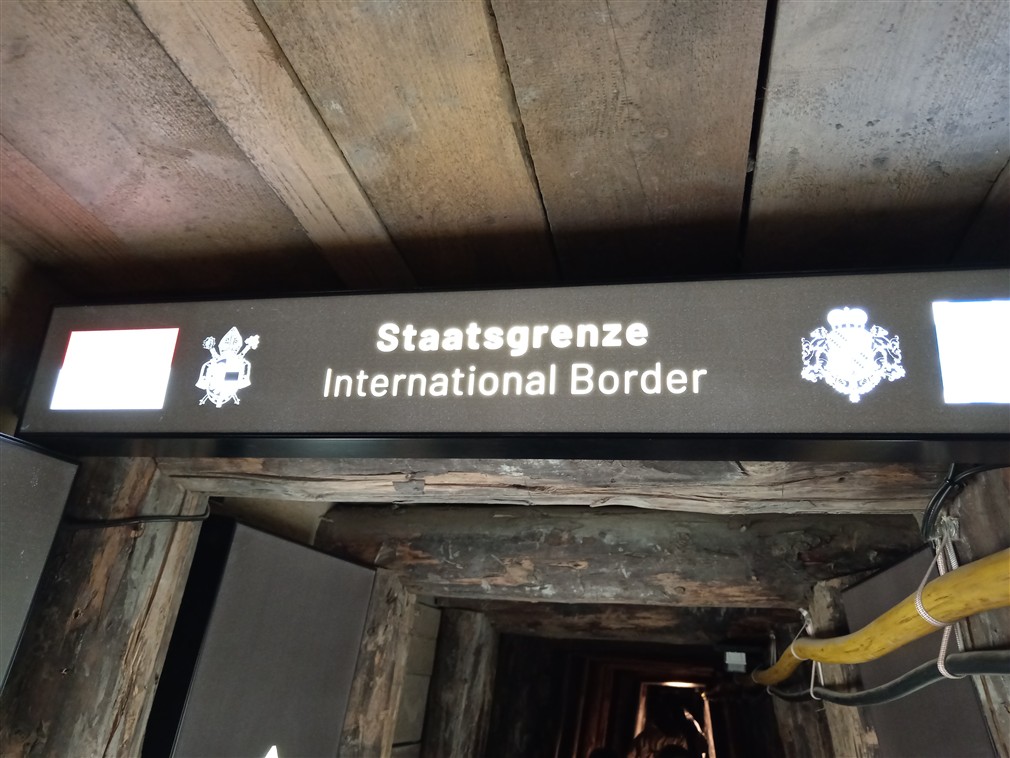 Staatsgrenze
International Border